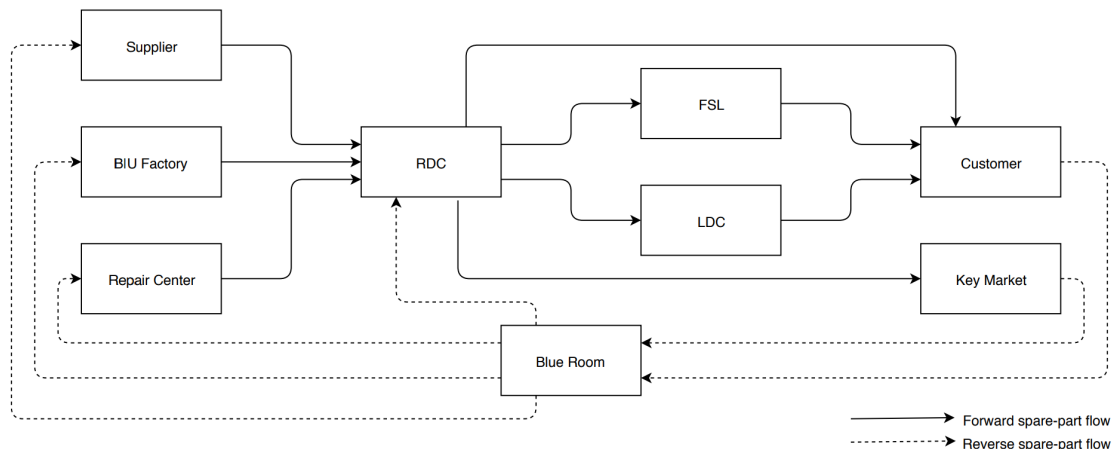 Supplier
FSL
BIU Factory
RDC
Customer
LDC
Repair Center
Key Market
Blue Room
Forward spare-part flow
Reverse spare-part flow